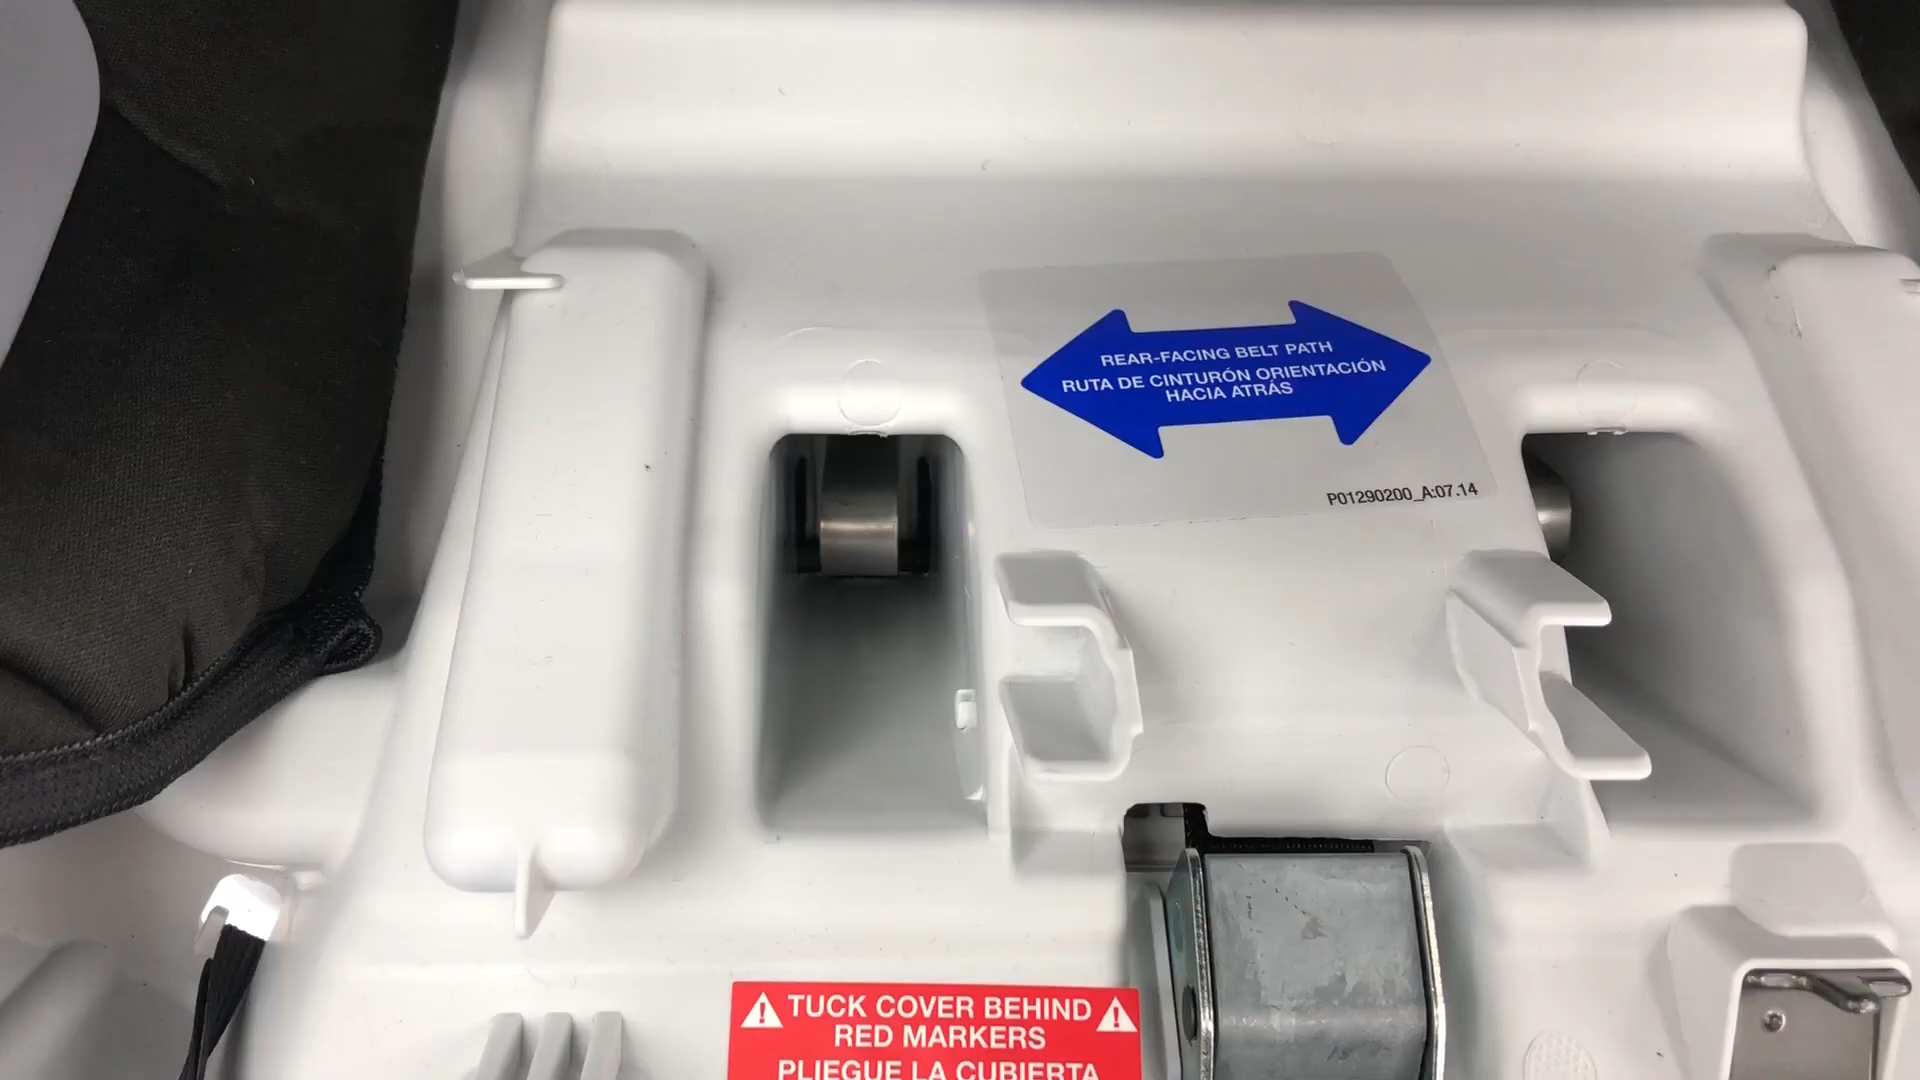 REAR-FACING BELT PATH
RUTA DE CINTURÓN ORIENTACIÓN
HACIA ATRÁS
P01290200_A:07.14
TUCK COVER BEHIND
RED MARKERS
PLIEGUE LA CUBIERTA